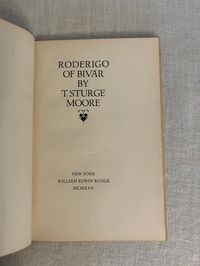 RODERIGO
OF BIVAR
BY
T. STURGE
MOORE
NEW YORK
WILLIAM EDWIN RUDGE
MCMXXV